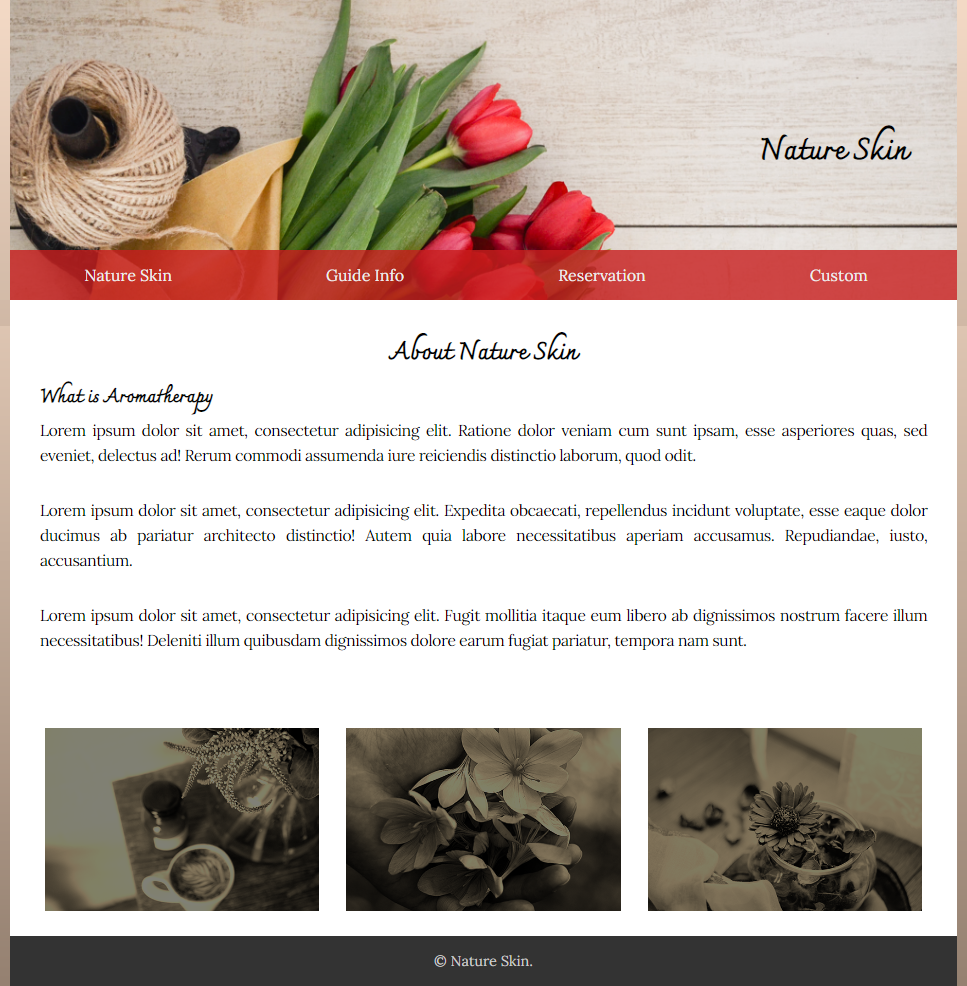 Nature Skin
Nature Skin
Guide Info
Reservation
Custom
About Nature Skin
What is Aromatherapy
Lorem ipsum dolor sit amet, consectetur adipisicing elit. Ratione dolor veniam cum sunt ipsam, esse asperiores quas, sed
eveniet, delectus ad! Rerum commodi assumenda iure reiciendis distinctio laborum, quod odit.
Lorem ipsum dolor sit amet, consectetur adipisicing elit. Expedita obcaecati, repellendus incidunt voluptate, esse eaque dolor
ducimus ab pariatur architecto distinctio! Autem quia labore necessitatibus aperiam accusamus. Repudiandae, iusto,
accusantium.
Lorem ipsum dolor sit amet, consectetur adipisicing elit. Fugit mollitia itaque eum libero ab dignissimos nostrum facere illum
necessitatibus! Deleniti illum quibusdam dignissimos dolore earum fugiat pariatur, tempora nam sunt.
© Nature Skin.